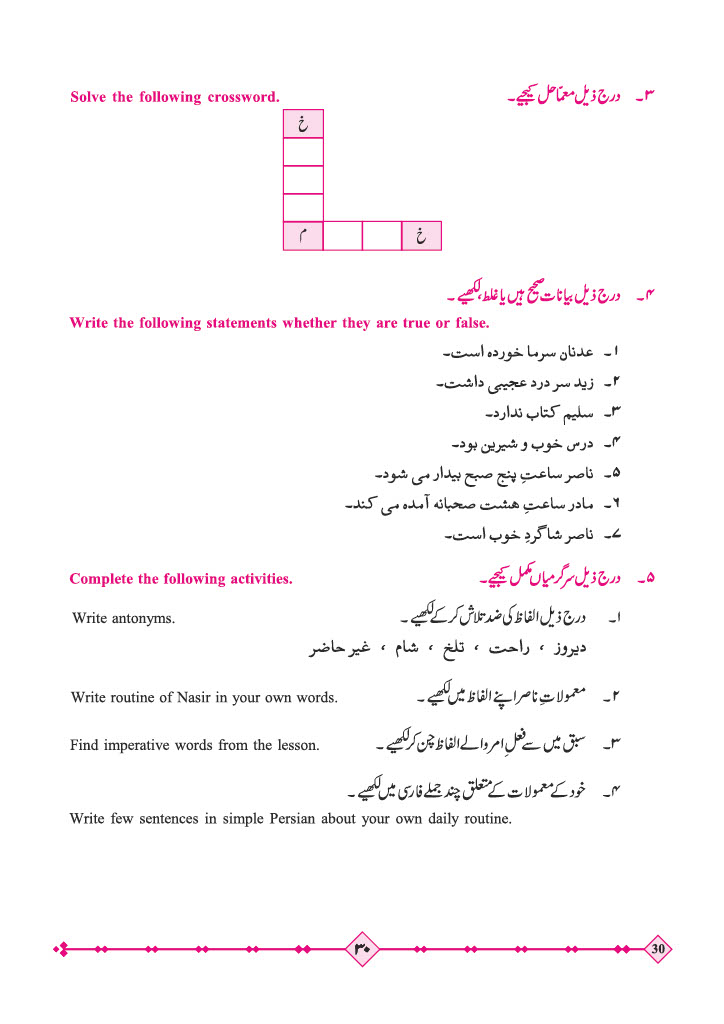 Solve the following crossword. ۳۔ درج ذیل معمّا حل کیجیے۔
خ
م خ
۴۔ درج ذیل بیانات صحیح ہیں یا غلط، لکھیے۔
Write the following statements whether they are true or false.
۱۔ عدنان سرما خوردہ است۔
۲۔ زید سر درد عجیبی داشت۔
۳۔ سلیم کتاب ندارد۔
۴۔ درس خوب و شیرین بود۔
۵۔ ناصر ساعتِ پنج صبح بیدار می شود۔
۶۔ مادر ساعتِ ہشت صحبانه آمدہ می کند۔
۷۔ ناصر شاگردِ خوب است۔
Complete the following activities. ۵۔ درج ذیل سرگرمیاں مکمل کیجیے۔
Write antonyms. ۱۔ درج ذیل الفاظ کی ضد تلاش کر کے لکھیے۔
دیروز ، راحت ، تلخ ، شام ، غیر حاضر
Write routine of Nasir in your own words. ۲۔ معمولاتِ ناصر اپنے الفاظ میں لکھیے۔
Find imperative words from the lesson. ۳۔ سبق میں سے فعلِ امر والے الفاظ چن کر لکھیے۔
۴۔ خود کے معمولات کے متعلق چند جملے فارسی میں لکھیے۔
Write few sentences in simple Persian about your own daily routine.
۳۰ 30